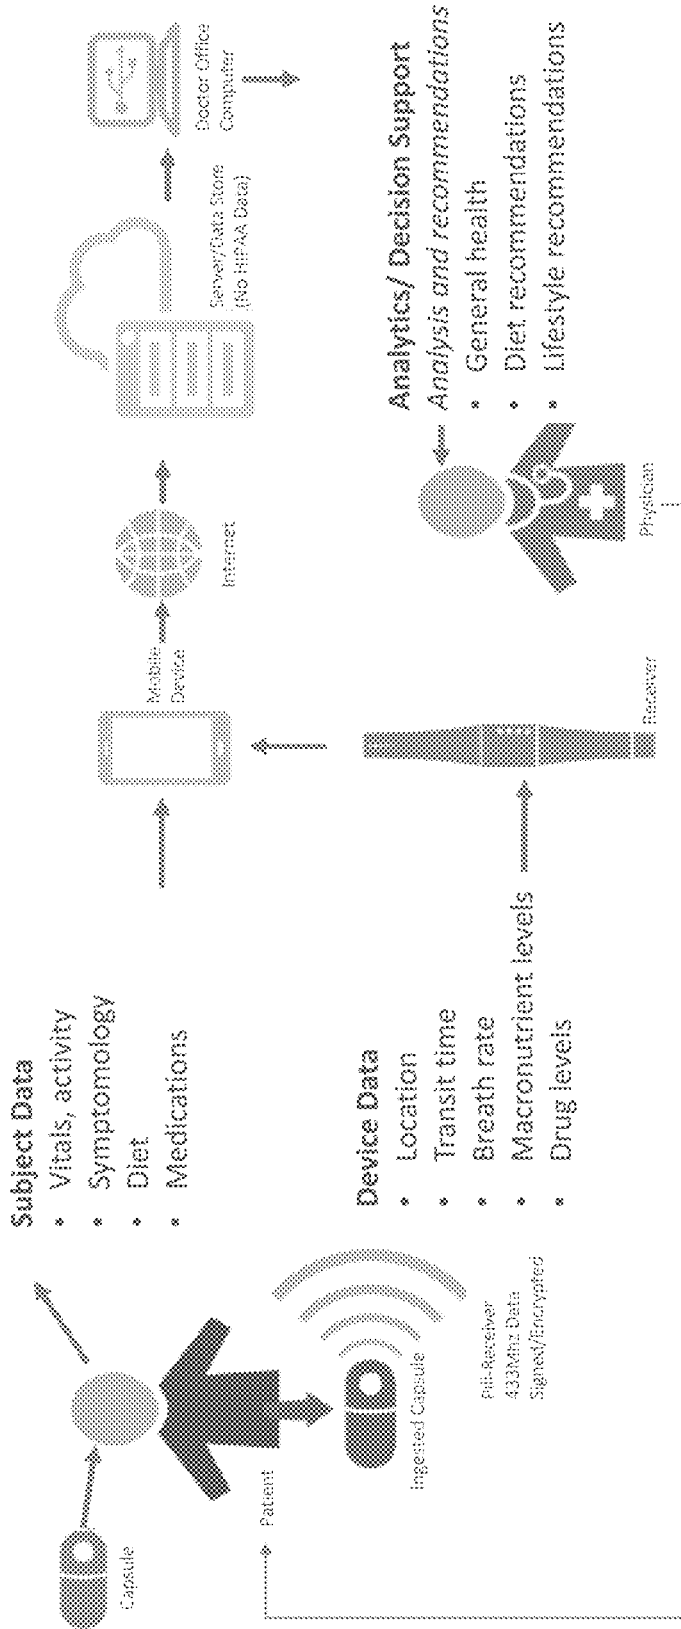 Capsule
Patient
Subject Data
• Vitals, activity
• Symptomology
• Diet
• Medications
Mobile
Device
Internet
Server/Data Store
(No HIPAA Data)
Doctor Office
Computer
Ingested Capsule
Pill-Receiver
433Mhz Data
Signed/Encrypted
Device Data
• Location
• Transit time
• Breath rate
• Macronutrient levels
• Drug levels
Receiver
Physician
Analytics/ Decision Support
Analysis and recommendations
• General health
• Diet recommendations
• Lifestyle recommendations